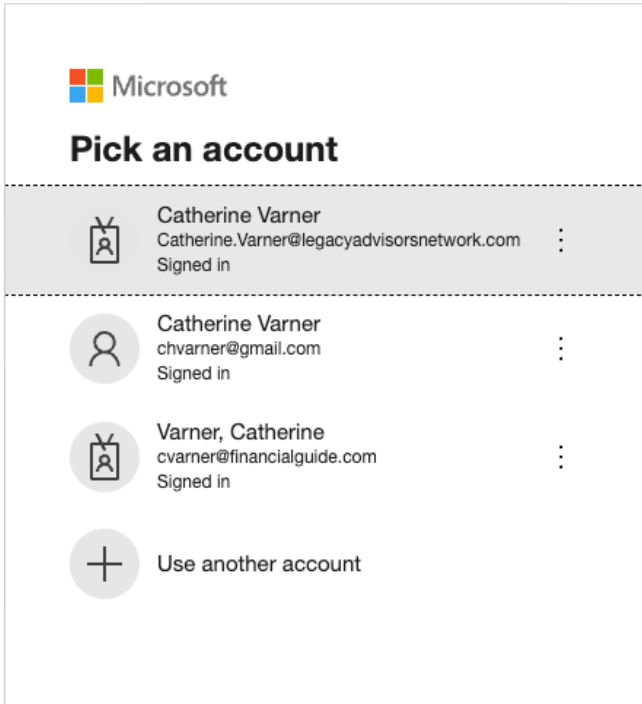 Microsoft
Pick an account
Catherine Varner
Catherine.Varner@legacyadvisorsnetwork.com
Signed in
Catherine Varner
chvarner@gmail.com
Signed in
Varner, Catherine
cvarner@financialguide.com
Signed in
Use another account